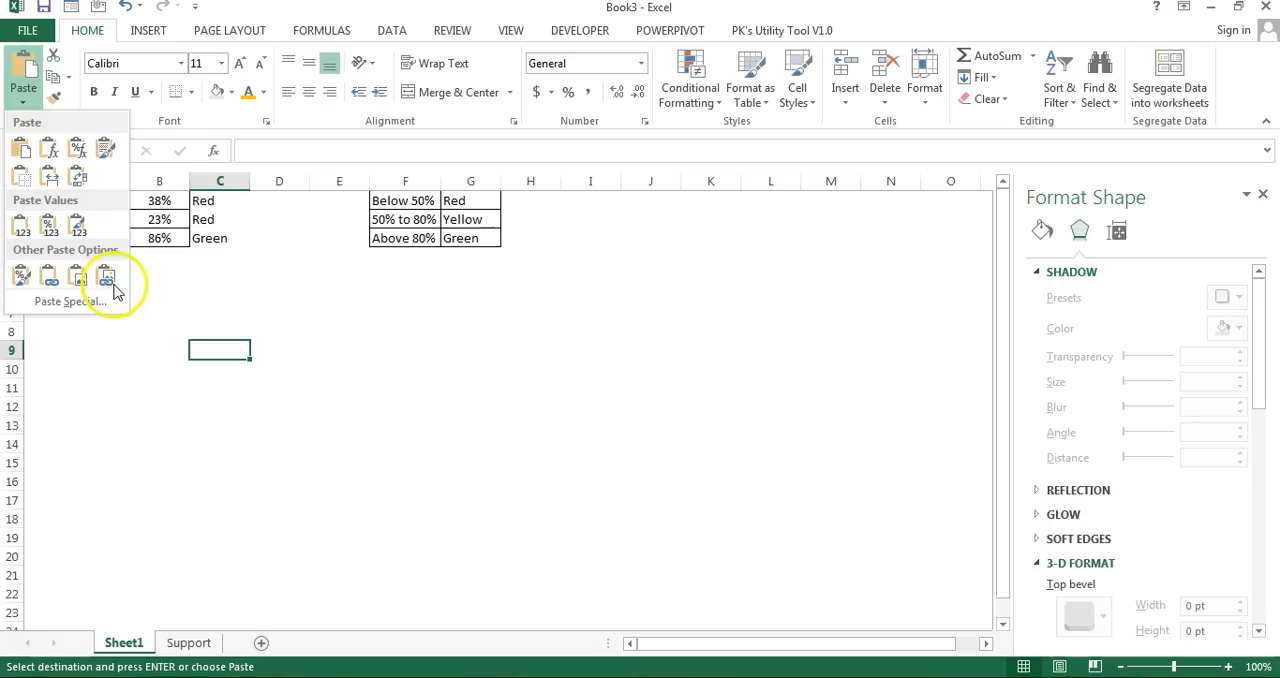 Book3 - Excel
?
FILE HOME INSERT PAGE LAYOUT FORMULAS DATA REVIEW VIEW DEVELOPER POWERPIVOT PK's Utility Tool V1.0 Sign in
Calibri 11 Wrap Text General AutoSum
Paste Conditional Format as Cell Insert Delete Format Fill Sort & Find & Segregate Data
B I U A Merge & Center $ % , Formatting Table Styles Clear Filter Select into worksheets
Font Alignment Number Styles Cells Editing Segregate Data
Paste
fx
Paste Values
123 123 123
Other Paste Options
Paste Special...
B C D E F G H I J K L M N O
38% Red Below 50% Red
23% Red 50% to 80% Yellow
86% Green Above 80% Green
8
9
10
11
12
13
14
15
16
17
18
19
20
21
22
23
Format Shape
SHADOW
Presets
Color
Transparency
Size
Blur
Angle
Distance
REFLECTION
GLOW
SOFT EDGES
3-D FORMAT
Top bevel
Width 0 pt
Height 0 pt
Sheet1 Support
Select destination and press ENTER or choose Paste 100%